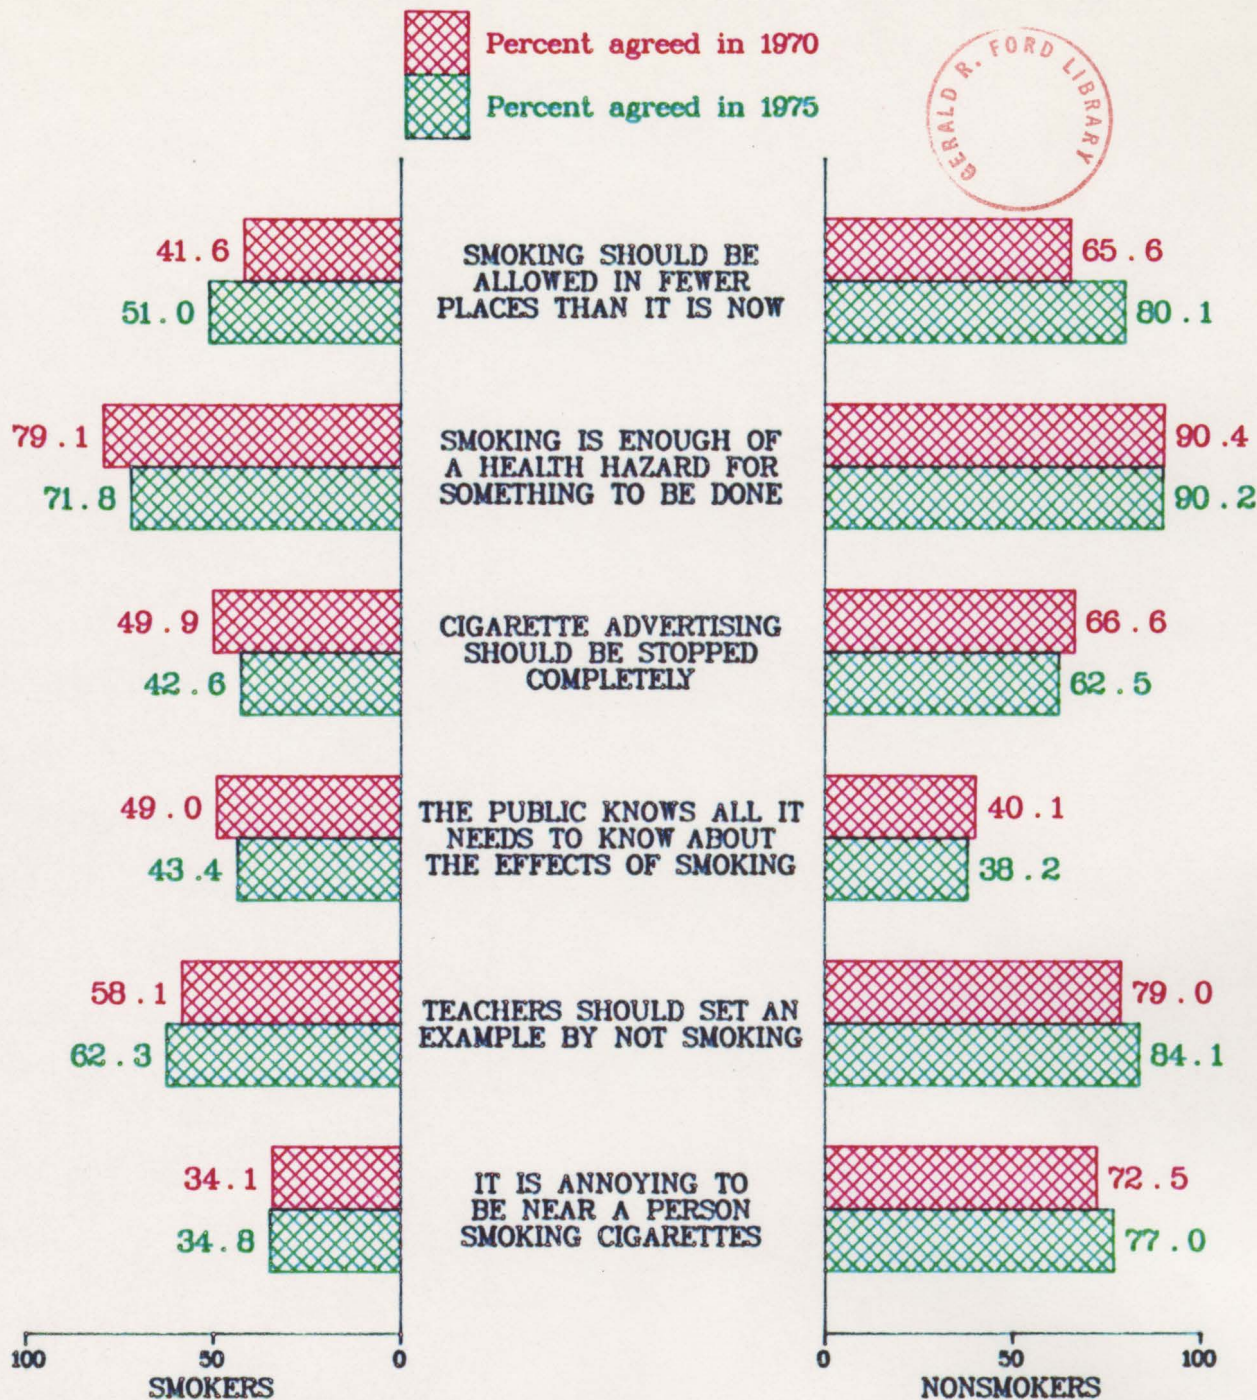 Percent agreed in 1970
Percent agreed in 1975
GERALD R. FORD LIBRARY
41.6
51.0
SMOKING SHOULD BE
ALLOWED IN FEWER
PLACES THAN IT IS NOW
65.6
80.1
79.1
71.8
SMOKING IS ENOUGH OF
A HEALTH HAZARD FOR
SOMETHING TO BE DONE
90.4
90.2
49.9
42.6
CIGARETTE ADVERTISING
SHOULD BE STOPPED
COMPLETELY
66.6
62.5
49.0
43.4
THE PUBLIC KNOWS ALL IT
NEEDS TO KNOW ABOUT
THE EFFECTS OF SMOKING
40.1
38.2
58.1
62.3
TEACHERS SHOULD SET AN
EXAMPLE BY NOT SMOKING
79.0
84.1
34.1
34.8
IT IS ANNOYING TO
BE NEAR A PERSON
SMOKING CIGARETTES
72.5
77.0
100 50 0
SMOKERS
0 50 100
NONSMOKERS